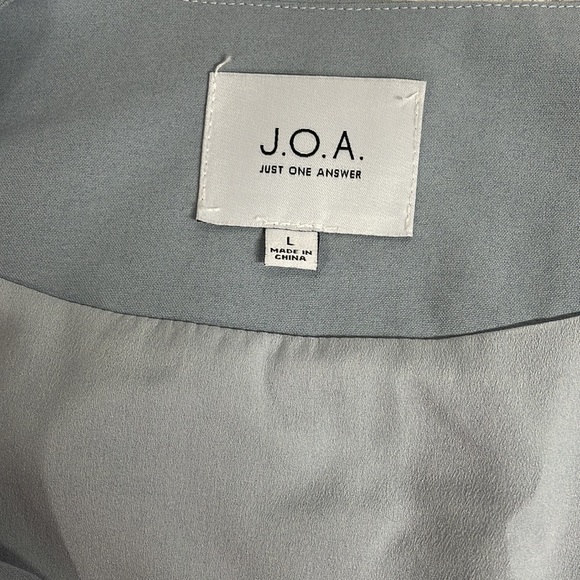 J.O.A.
JUST ONE ANSWER
L
MADE IN
CHINA